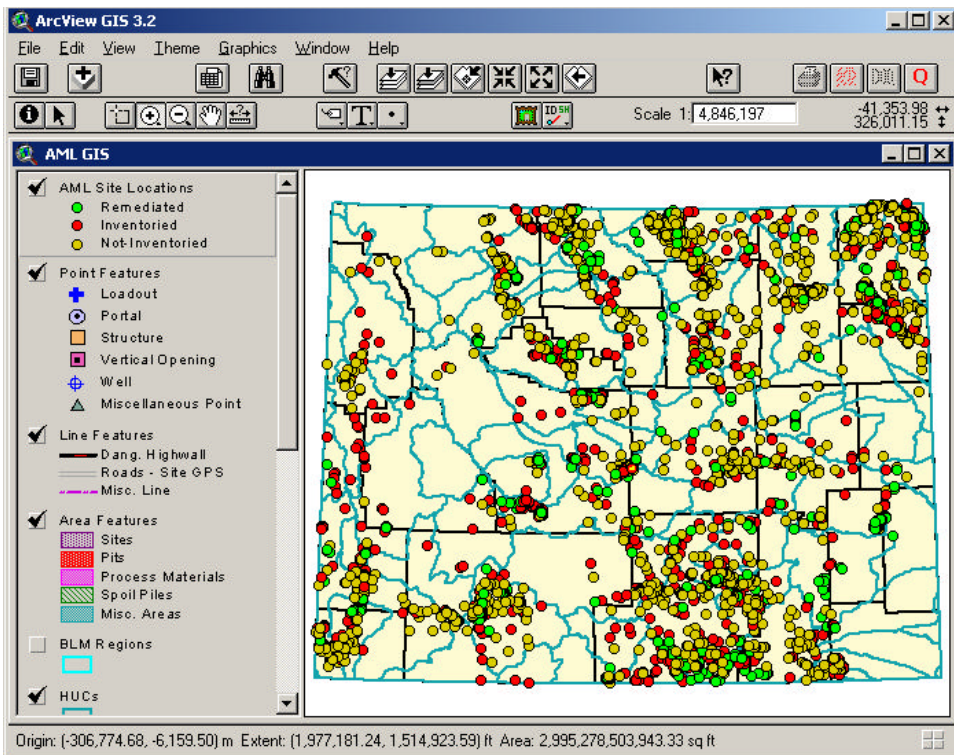 ArcView GIS 3.2
File Edit View Theme Graphics Window Help
Q
ID SH
T
Scale 1: 4,846,197
-41,353.98
326,011.15
AML GIS
AML Site Locations
Remediated
Inventoried
Not-Inventoried
Point Features
Loadout
Portal
Structure
Vertical Opening
Well
Miscellaneous Point
Line Features
Dang. Highwall
Roads - Site GPS
Misc. Line
Area Features
Sites
Pits
Process Materials
Spoil Piles
Misc. Areas
BLM Regions
HUCs
Origin: (-306,774.68, -6,159.50) m Extent: (1,977,181.24, 1,514,923.59) ft Area: 2,995,278,503,943.33 sq ft